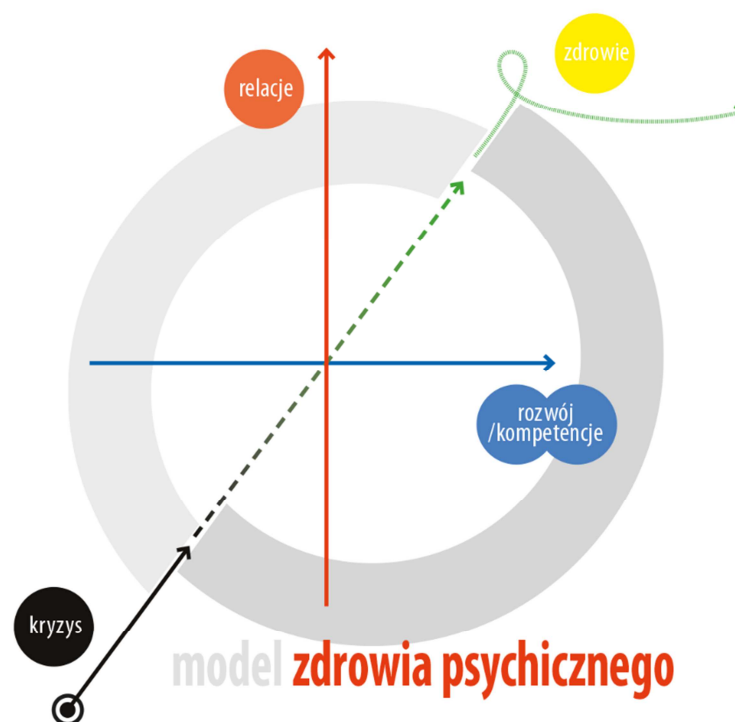 zdrowie
relacje
rozwój
/kompetencje
kryzys
model zdrowia psychicznego